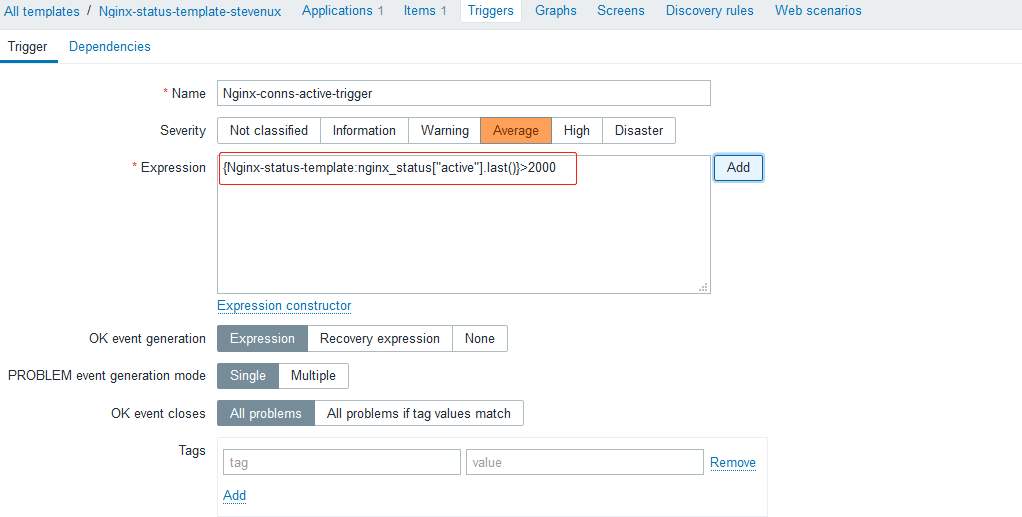 All templates / Nginx-status-template-stevenux Applications 1 Items 1 Triggers Graphs Screens Discovery rules Web scenarios
Trigger Dependencies
* Name Nginx-conns-active-trigger
Severity Not classified Information Warning Average High Disaster
* Expression {Nginx-status-template:nginx_status["active"].last()}>2000 Add
Expression constructor
OK event generation Expression Recovery expression None
PROBLEM event generation mode Single Multiple
OK event closes All problems All problems if tag values match
Tags tag value Remove
Add